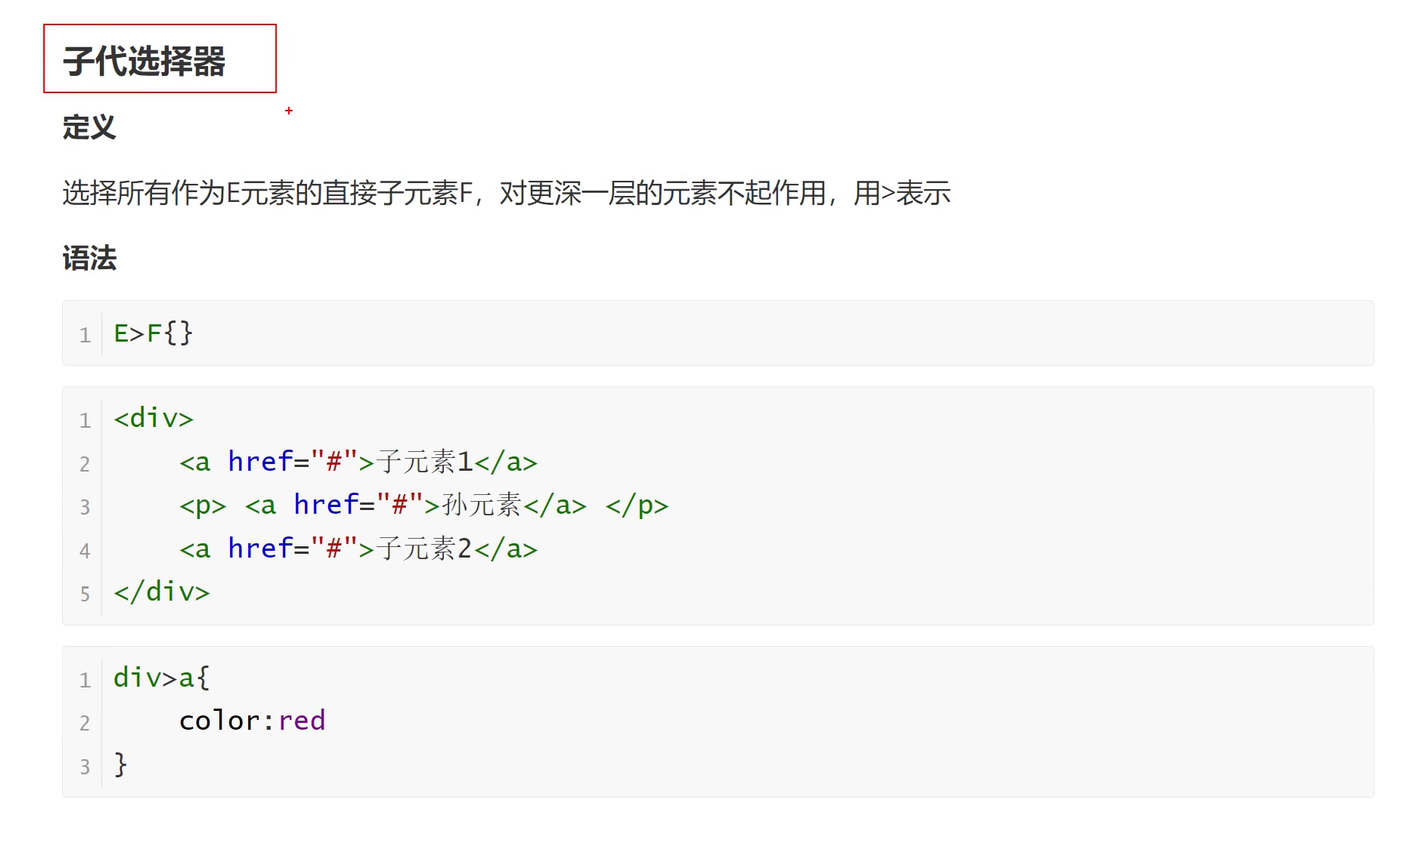 子代选择器
定义
选择所有作为E元素的直接子元素F，对更深一层的元素不起作用，用>表示
语法
1 E>F{}
1 <div>
2     <a href="#">子元素1</a>
3     <p> <a href="#">孙元素</a> </p>
4     <a href="#">子元素2</a>
5 </div>
1 div>a{
2     color:red
3 }